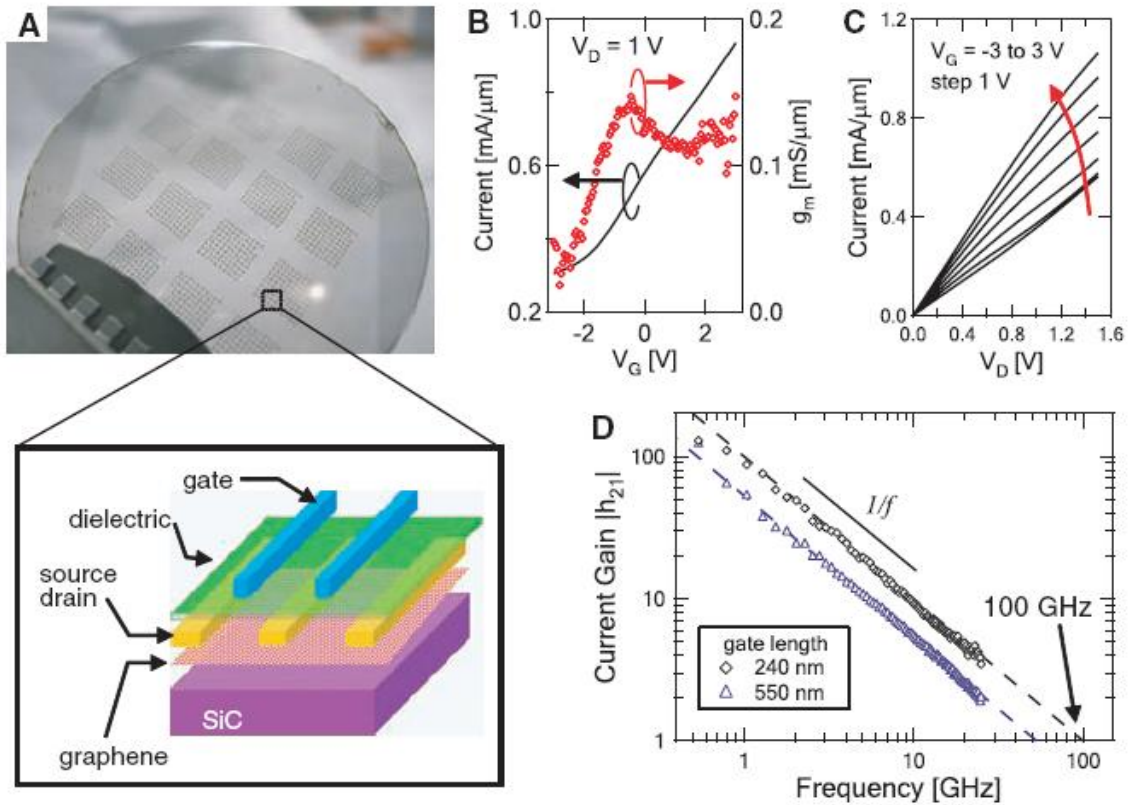 A
gate
dielectric
source
drain
graphene
SiC
B
V_D = 1 V
Current [mA/μm]
1.0
0.6
0.2
g_m [mS/μm]
0.2
0.1
0.0
-2
0
2
V_G [V]
C
V_G = -3 to 3 V
step 1 V
Current [mA/μm]
1.2
0.8
0.4
0.0
0.0
0.4
0.8
1.2
1.6
V_D [V]
D
Current Gain |h_21|
100
10
1
1/f
100 GHz
gate length
240 nm
550 nm
1
10
100
Frequency [GHz]